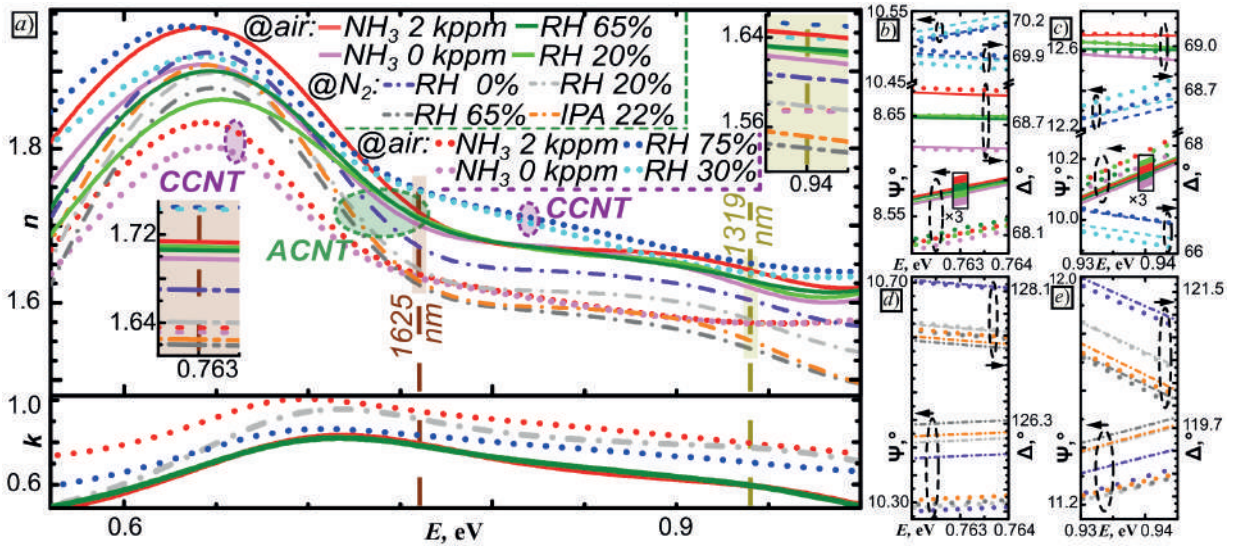 a)
@air: NH3 2 kppm RH 65%
NH3 0 kppm RH 20%
@N2: RH 0% RH 20%
RH 65% IPA 22%
@air: NH3 2 kppm RH 75%
NH3 0 kppm RH 30%
CCNT
ACNT
CCNT
1625 nm
1319 nm
n
1.8
1.6
1.72
1.64
0.763
1.64
1.56
0.94
k
1.0
0.6
0.6
E, eV
0.9
b)
10.55
10.45
8.65
8.55
Ψ,°
70.2
69.9
68.7
68.1
Δ,°
×3
E, eV
0.763
0.764
c)
12.6
12.2
10.2
10.0
69.0
68.7
68
66
Δ,°
×3
0.93
E, eV
0.94
d)
10.70
10.30
Ψ,°
128.1
126.3
Δ,°
E, eV
0.763
0.764
e)
12.0
11.2
Ψ,°
121.5
119.7
Δ,°
0.93
E, eV
0.94